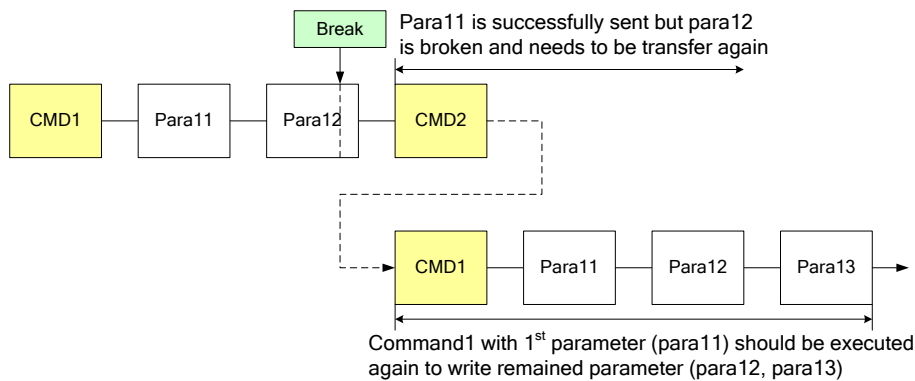 Break
Para11 is successfully sent but para12
is broken and needs to be transfer again
CMD1
Para11
Para12
CMD2
CMD1
Para11
Para12
Para13
Command1 with 1st parameter (para11) should be executed
again to write remained parameter (para12, para13)